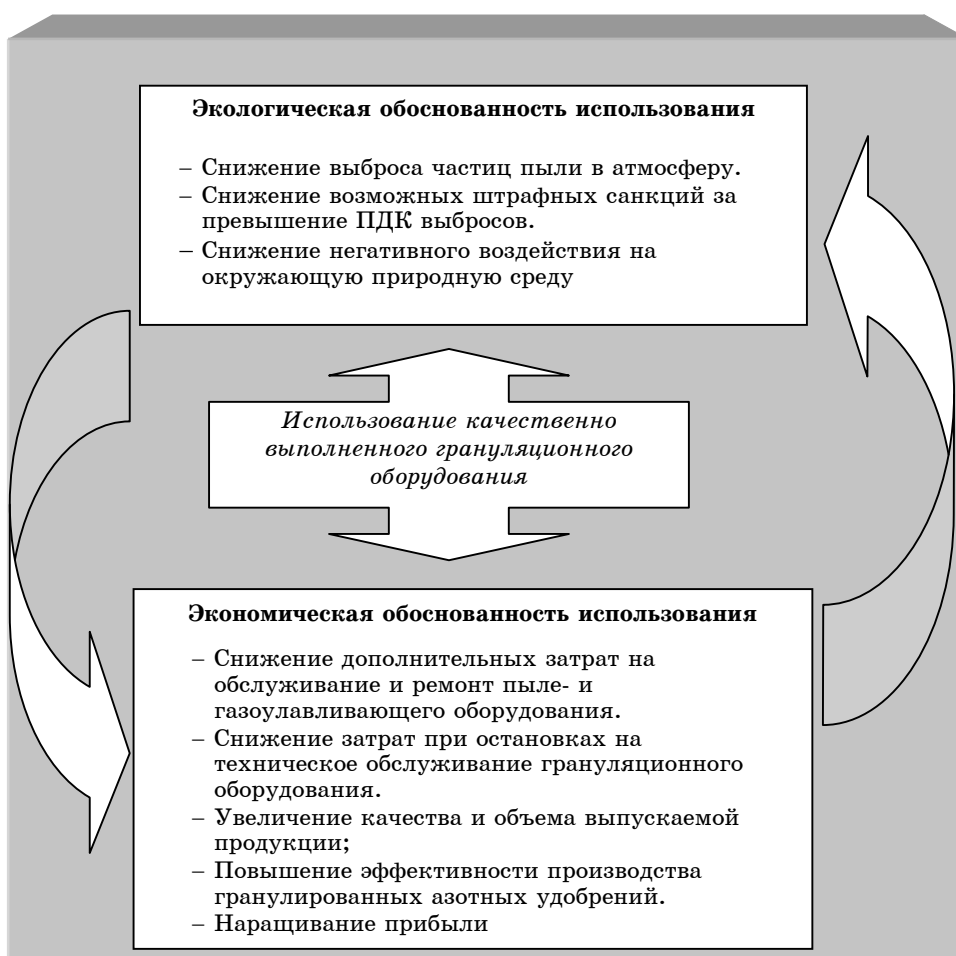 Экологическая обоснованность использования
– Снижение выброса частиц пыли в атмосферу.
– Снижение возможных штрафных санкций за
превышение ПДК выбросов.
– Снижение негативного воздействия на
окружающую природную среду
Использование качественно
выполненного грануляционного
оборудования
Экономическая обоснованность использования
– Снижение дополнительных затрат на
обслуживание и ремонт пыле- и
газоулавливающего оборудования.
– Снижение затрат при остановках на
техническое обслуживание грануляционного
оборудования.
– Увеличение качества и объема выпускаемой
продукции;
– Повышение эффективности производства
гранулированных азотных удобрений.
– Наращивание прибыли